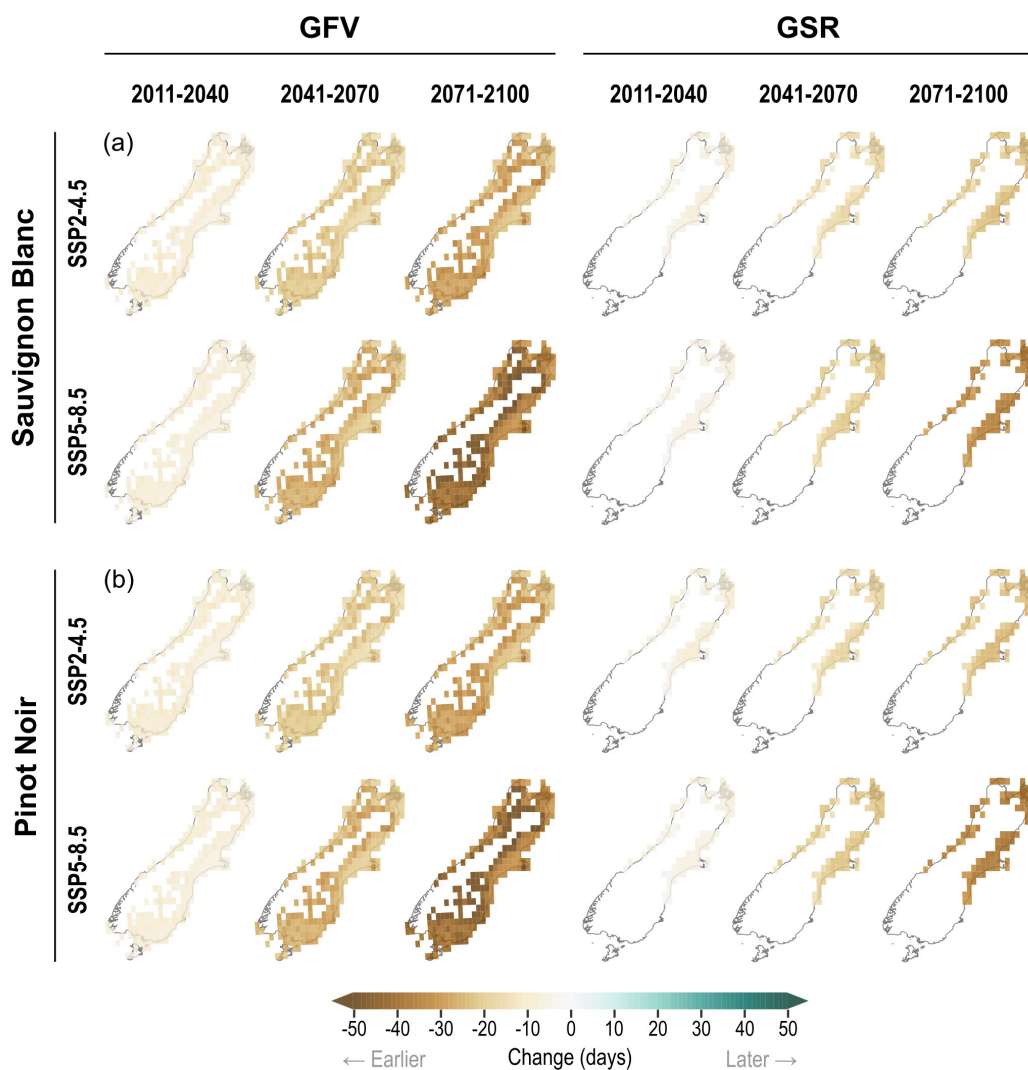 GFV GSR
2011-2040 2041-2070 2071-2100 2011-2040 2041-2070 2071-2100
Sauvignon Blanc
(a)
SSP2-4.5
SSP5-8.5
Pinot Noir
(b)
SSP2-4.5
SSP5-8.5
-50 -40 -30 -20 -10 0 10 20 30 40 50
← Earlier Change (days) Later →